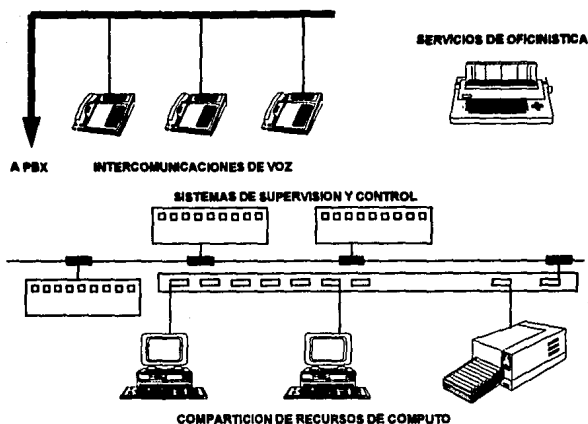 SERVICIOS DE OFICINISTICA
A PBX
INTERCOMUNICACIONES DE VOZ
SISTEMAS DE SUPERVISION Y CONTROL
COMPARTICION DE RECURSOS DE COMPUTO